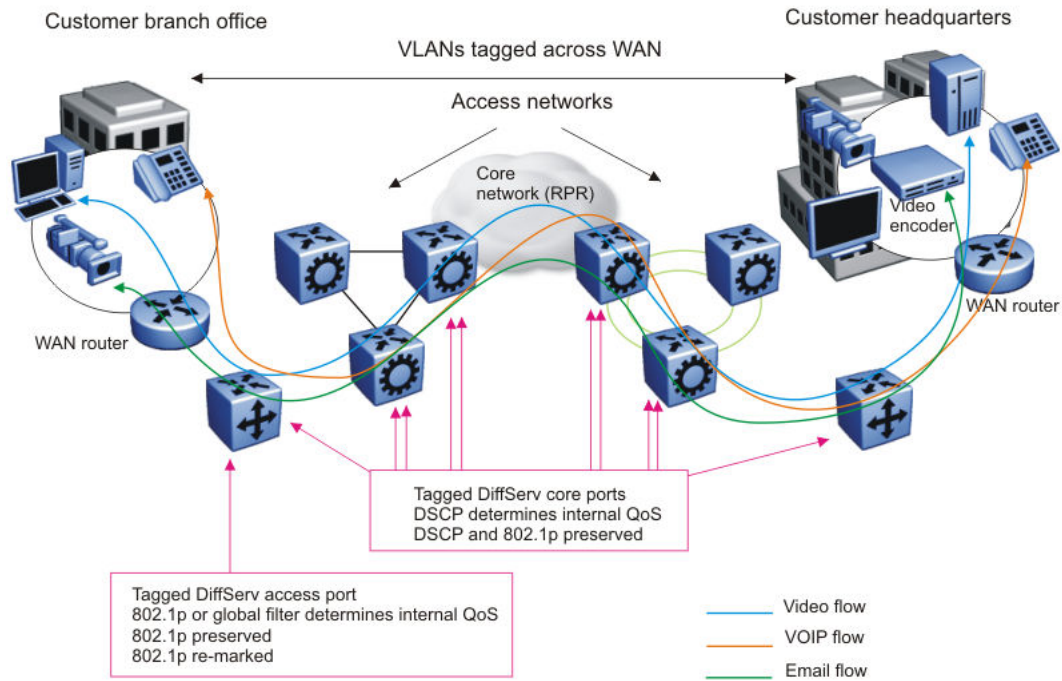 Customer branch office
Customer headquarters
VLANs tagged across WAN
Access networks
Core
network (RPR)
Video
encoder
WAN router
WAN router
Tagged DiffServ core ports
DSCP determines internal QoS
DSCP and 802.1p preserved
Tagged DiffServ access port
802.1p or global filter determines internal QoS
802.1p preserved
802.1p re-marked
Video flow
VOIP flow
Email flow